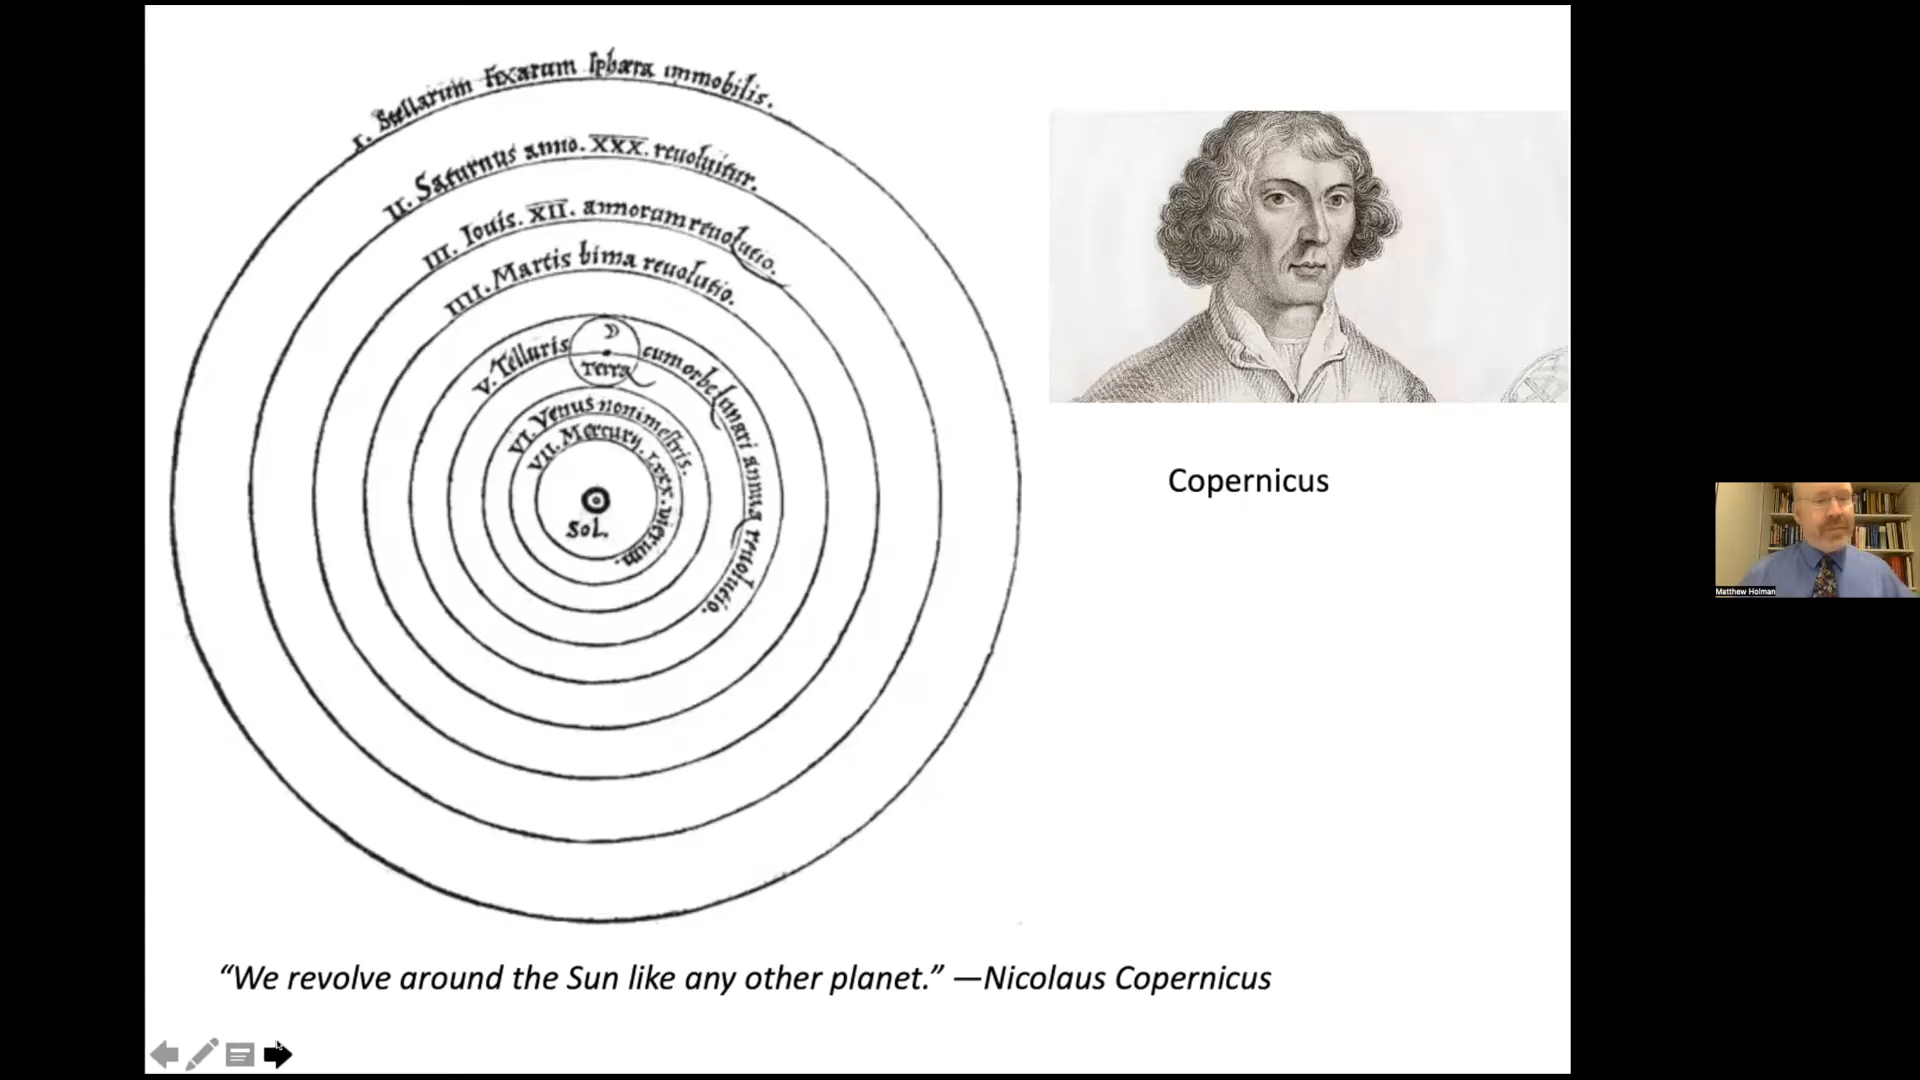 I. Stellarum Fixarum sphæra immobilis.
II. Saturnus anno. XXX. reuoluitur.
III. Iouis. XII. annorum reuolutio.
IIII. Martis bima reuolutio.
V. Telluris cum orbe lunari annua reuolutio.
Terra
VI. Venus nonimestris.
VII. Mercurij. LXXX. dierum.
Sol.
Copernicus
Matthew Holman
“We revolve around the Sun like any other planet.” —Nicolaus Copernicus